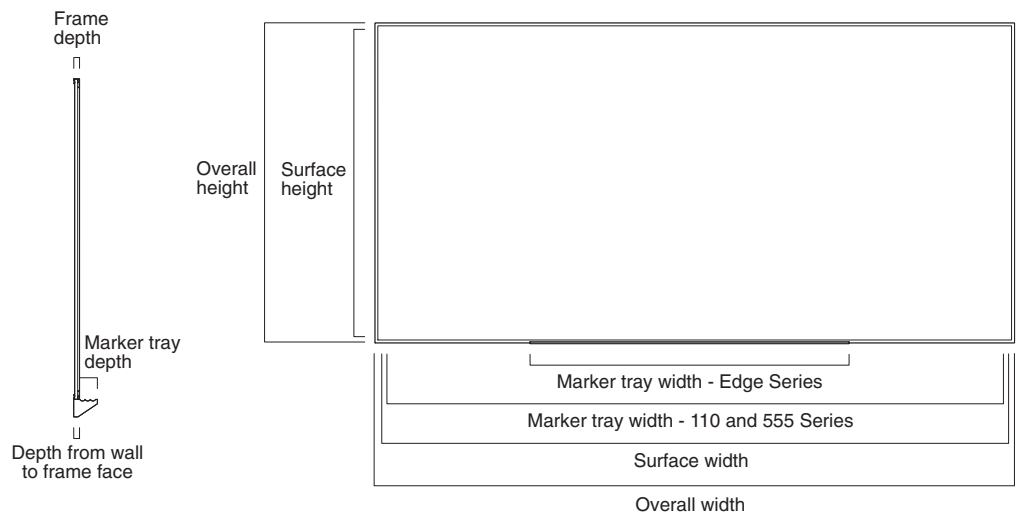 Frame
depth
Overall
height
Surface
height
Marker tray
depth
Depth from wall
to frame face
Marker tray width - Edge Series
Marker tray width - 110 and 555 Series
Surface width
Overall width